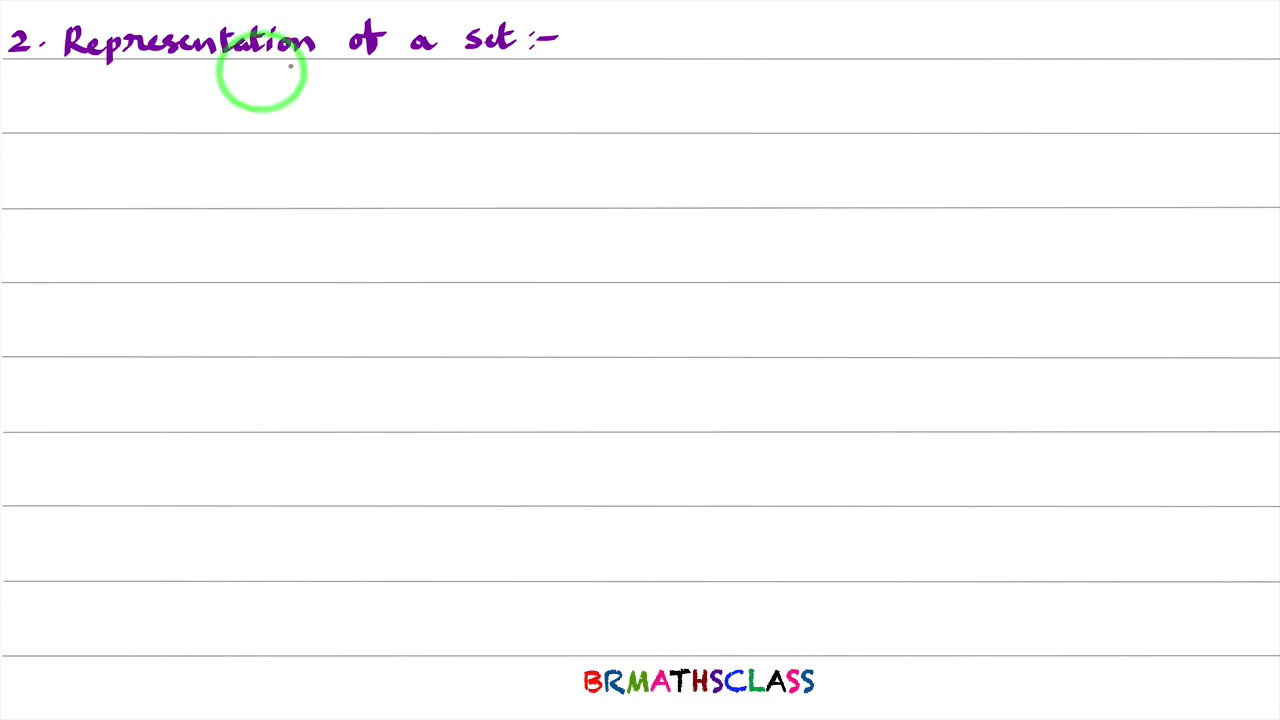 2. Representation of a set :-
BRMATHSCLASS